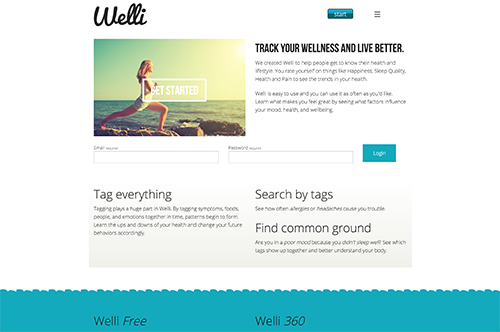 Welli
start
GET STARTED
TRACK YOUR WELLNESS AND LIVE BETTER.
We created Welli to help people get to know their health and
lifestyle. You rate yourself on things like Happiness, Sleep Quality,
Health and Pain to see the trends in your health.
Welli is easy to use and you can use it as often as you'd like.
Learn what makes you feel great by seeing what factors influence
your mood, health, and wellbeing.
Email required
Password required
Login
Tag everything
Tagging plays a huge part in Welli. By tagging symptoms, foods,
people, and emotions together in time, patterns begin to form.
Learn the ups and downs of your health and change your future
behaviors accordingly.
Search by tags
See how often allergies or headaches cause you trouble.
Find common ground
Are you in a poor mood because you didn't sleep well? See which
tags show up together and better understand your body.
Welli Free
Welli 360